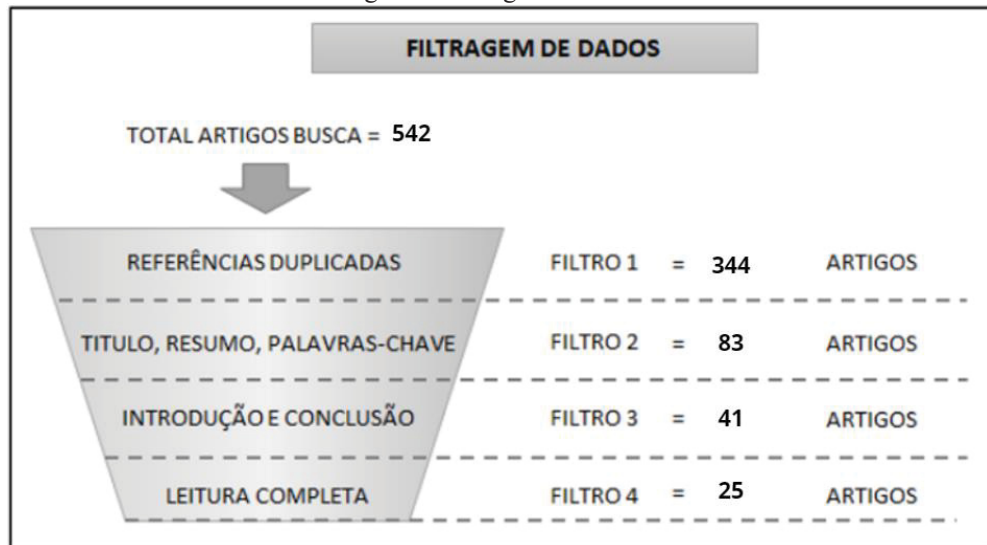 FILTRAGEM DE DADOS
TOTAL ARTIGOS BUSCA = 542
REFERÊNCIAS DUPLICADAS FILTRO 1 = 344 ARTIGOS
TITULO, RESUMO, PALAVRAS-CHAVE FILTRO 2 = 83 ARTIGOS
INTRODUÇÃO E CONCLUSÃO FILTRO 3 = 41 ARTIGOS
LEITURA COMPLETA FILTRO 4 = 25 ARTIGOS